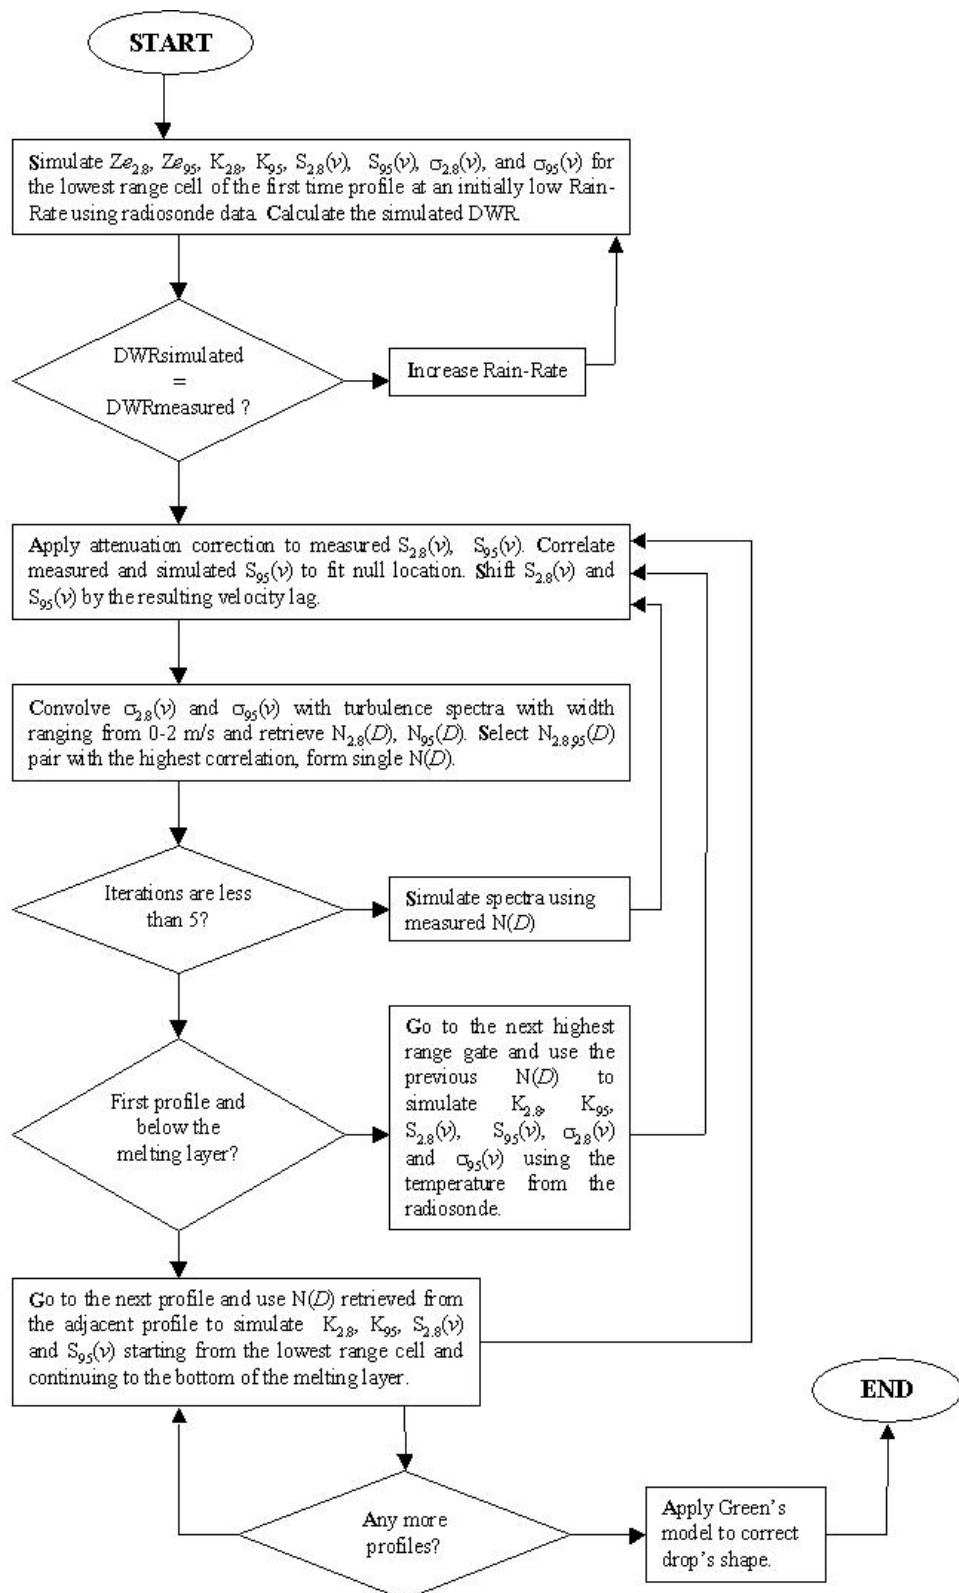 START
Simulate Ze2.8, Ze95, K2.8, K95, S2.8(v), S95(v), σ2.8(v), and σ95(v) for
the lowest range cell of the first time profile at an initially low Rain-
Rate using radiosonde data. Calculate the simulated DWR.
DWRsimulated
=
DWRmeasured ?
Increase Rain-Rate
Apply attenuation correction to measured S2.8(v), S95(v). Correlate
measured and simulated S95(v) to fit null location. Shift S2.8(v) and
S95(v) by the resulting velocity lag.
Convolve σ2.8(v) and σ95(v) with turbulence spectra with width
ranging from 0-2 m/s and retrieve N2.8(D), N95(D). Select N2.8,95(D)
pair with the highest correlation, form single N(D).
Iterations are less
than 5?
Simulate spectra using
measured N(D)
First profile and
below the
melting layer?
Go to the next highest
range gate and use the
previous N(D) to
simulate K2.8, K95,
S2.8(v), S95(v), σ2.8(v)
and σ95(v) using the
temperature from the
radiosonde.
Go to the next profile and use N(D) retrieved from
the adjacent profile to simulate K2.8, K95, S2.8(v)
and S95(v) starting from the lowest range cell and
continuing to the bottom of the melting layer.
END
Any more
profiles?
Apply Green's
model to correct
drop's shape.